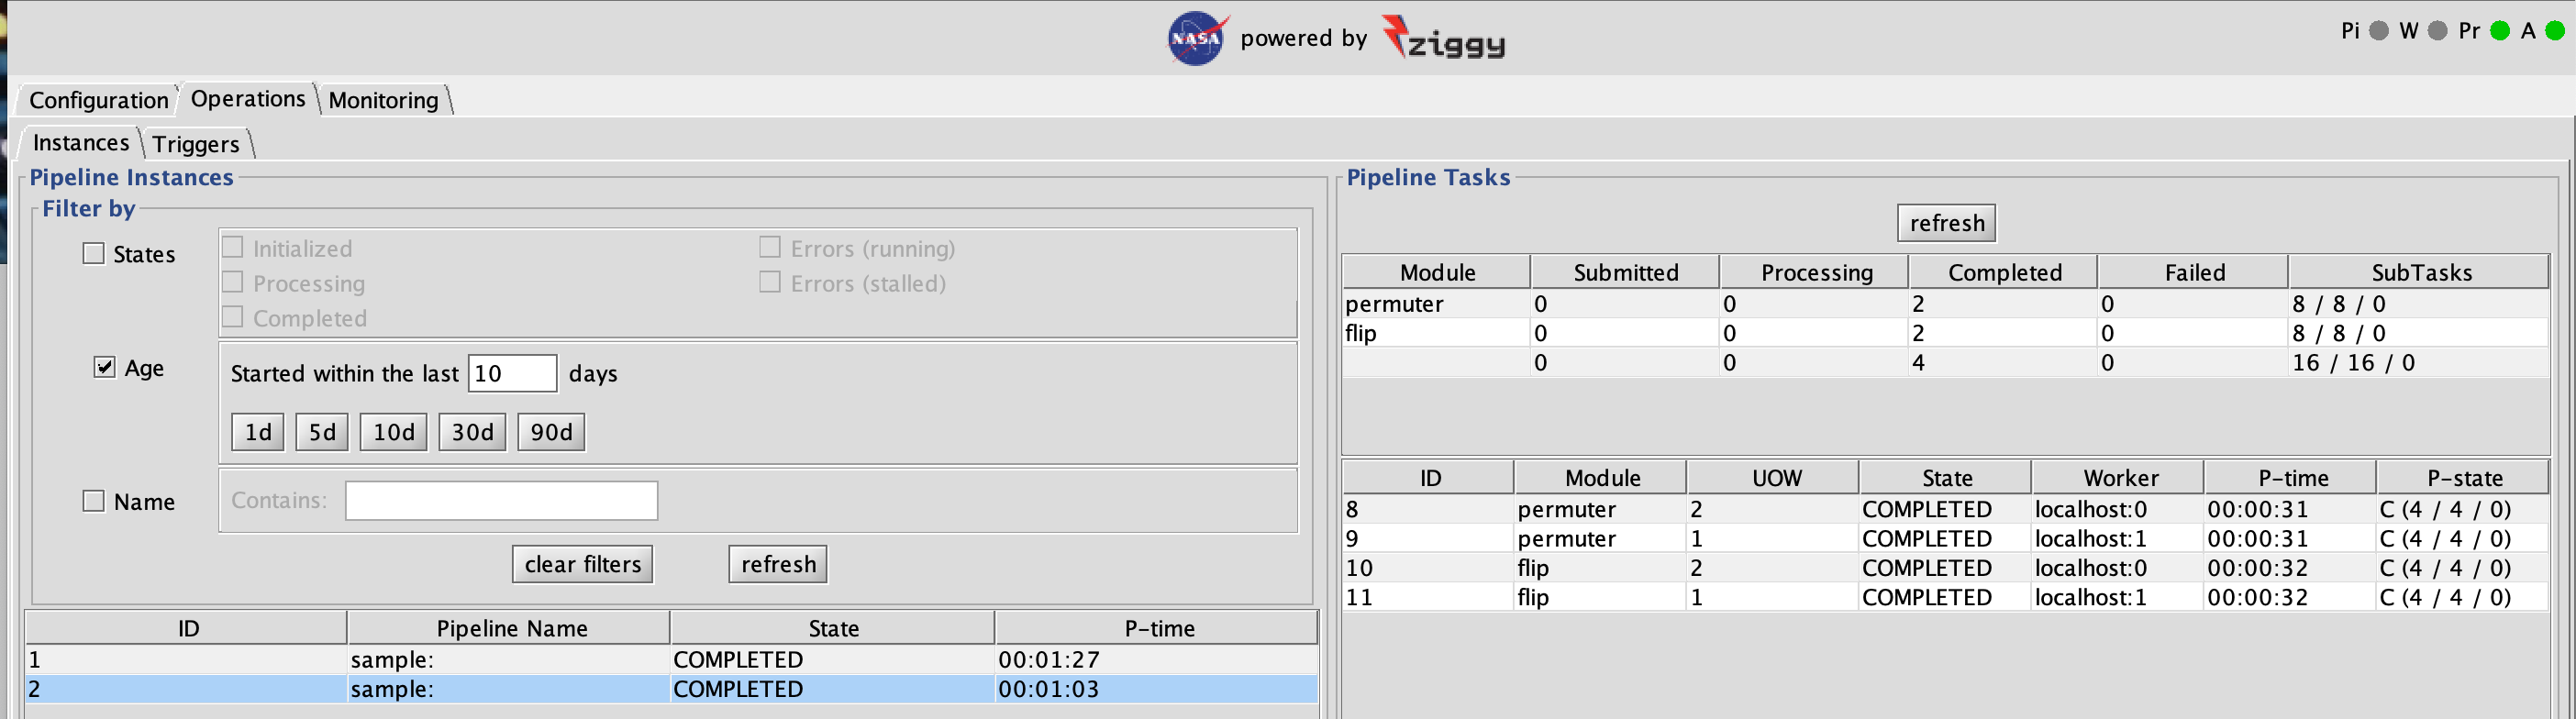 NASA powered by ziggy
Pi W Pr A
Configuration Operations Monitoring
Instances Triggers
Pipeline Instances
Filter by
States
Initialized Errors (running)
Processing Errors (stalled)
Completed
Age Started within the last 10 days
1d 5d 10d 30d 90d
Name Contains:
clear filters refresh
ID Pipeline Name State P-time
1 sample: COMPLETED 00:01:27
2 sample: COMPLETED 00:01:03
Pipeline Tasks
refresh
Module Submitted Processing Completed Failed SubTasks
permuter 0 0 2 0 8 / 8 / 0
flip 0 0 2 0 8 / 8 / 0
0 0 4 0 16 / 16 / 0
ID Module UOW State Worker P-time P-state
8 permuter 2 COMPLETED localhost:0 00:00:31 C (4 / 4 / 0)
9 permuter 1 COMPLETED localhost:1 00:00:31 C (4 / 4 / 0)
10 flip 2 COMPLETED localhost:0 00:00:32 C (4 / 4 / 0)
11 flip 1 COMPLETED localhost:1 00:00:32 C (4 / 4 / 0)